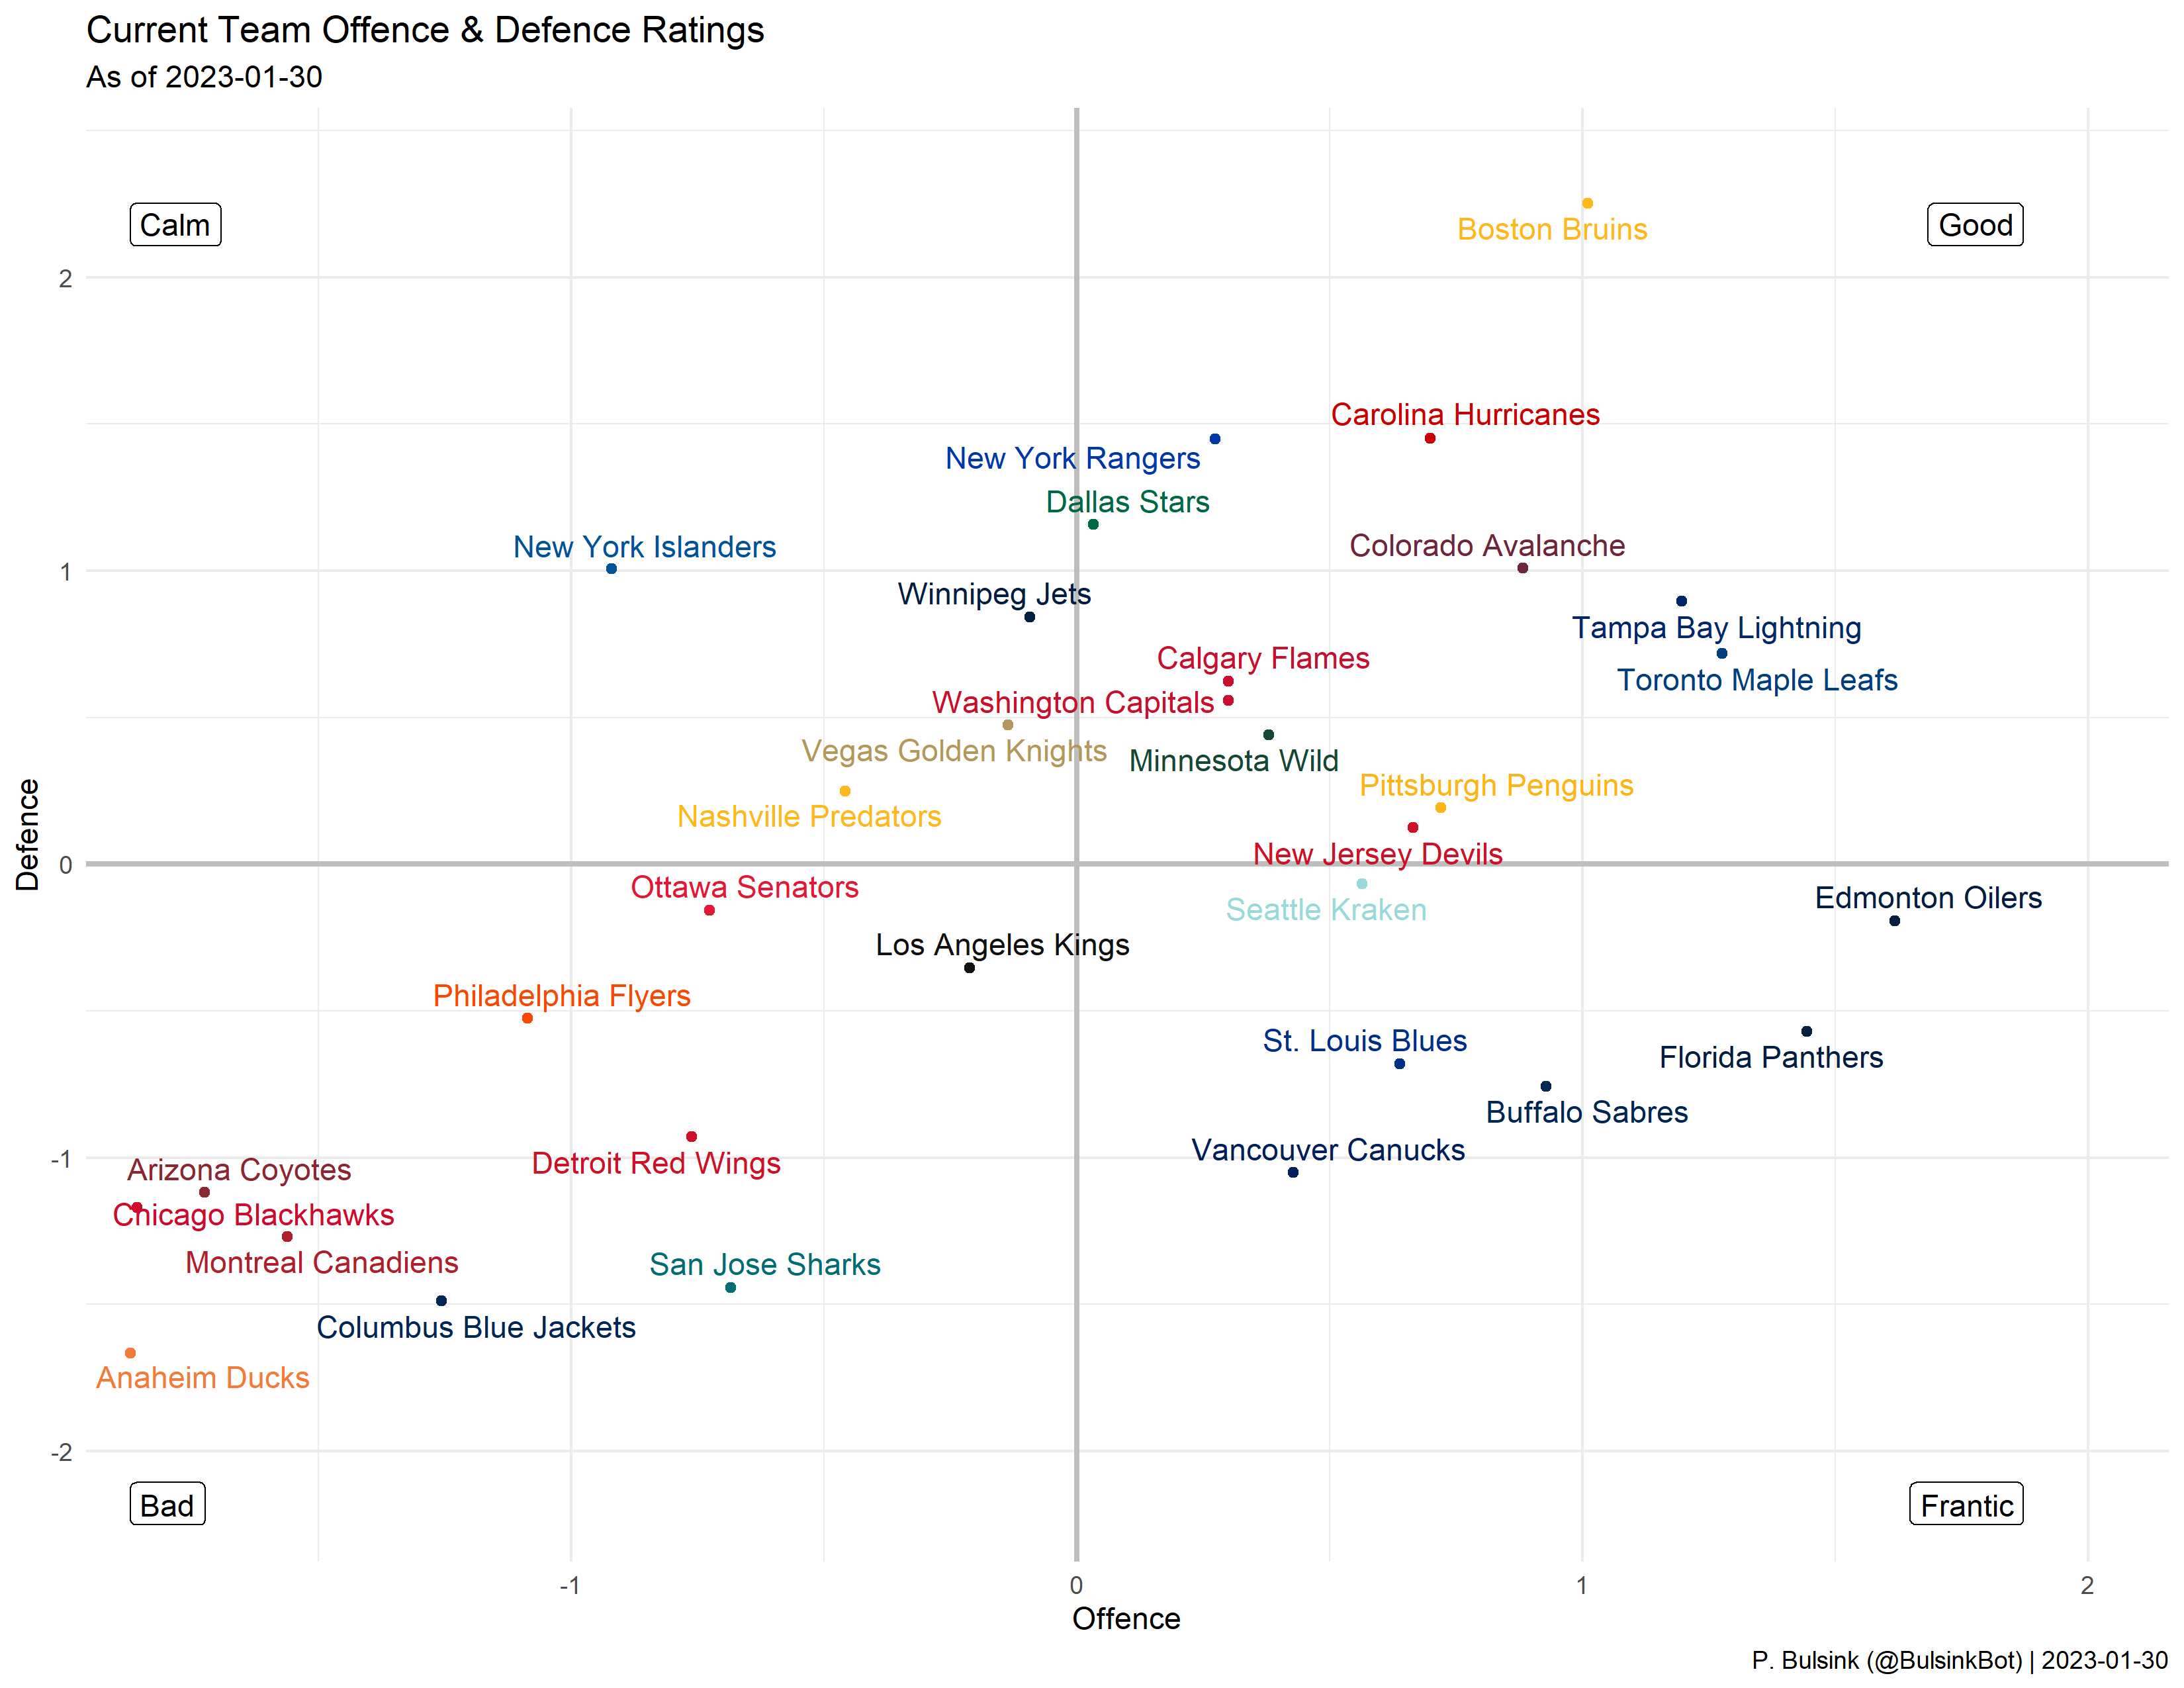 Current Team Offence & Defence Ratings
As of 2023-01-30
Calm
Good
Boston Bruins
2
Carolina Hurricanes
New York Rangers
Dallas Stars
New York Islanders
Colorado Avalanche
1
Winnipeg Jets
Tampa Bay Lightning
Calgary Flames
Toronto Maple Leafs
Washington Capitals
Vegas Golden Knights
Minnesota Wild
Pittsburgh Penguins
Nashville Predators
Defence
New Jersey Devils
0
Ottawa Senators
Edmonton Oilers
Seattle Kraken
Los Angeles Kings
Philadelphia Flyers
St. Louis Blues
Florida Panthers
Buffalo Sabres
Vancouver Canucks
-1
Detroit Red Wings
Arizona Coyotes
Chicago Blackhawks
Montreal Canadiens
San Jose Sharks
Columbus Blue Jackets
Anaheim Ducks
-2
Bad
Frantic
-1
0
1
2
Offence
P. Bulsink (@BulsinkBot) | 2023-01-30